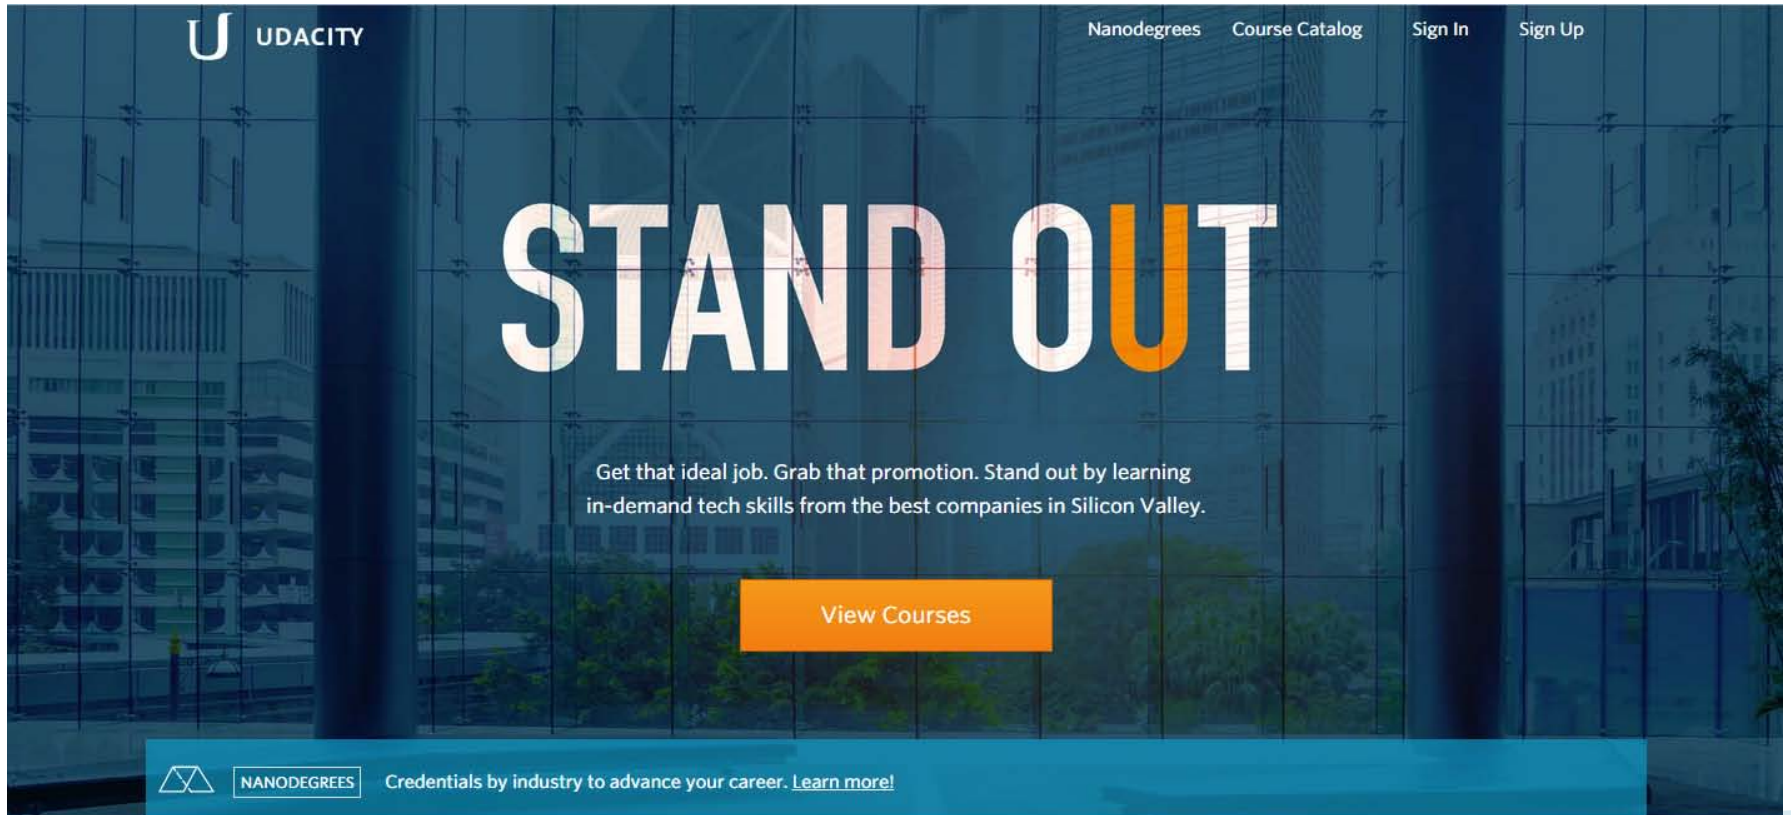 UDACITY
Nanodegrees Course Catalog Sign In Sign Up
STAND OUT
Get that ideal job. Grab that promotion. Stand out by learning
in-demand tech skills from the best companies in Silicon Valley.
View Courses
NANODEGREES Credentials by industry to advance your career. Learn more!